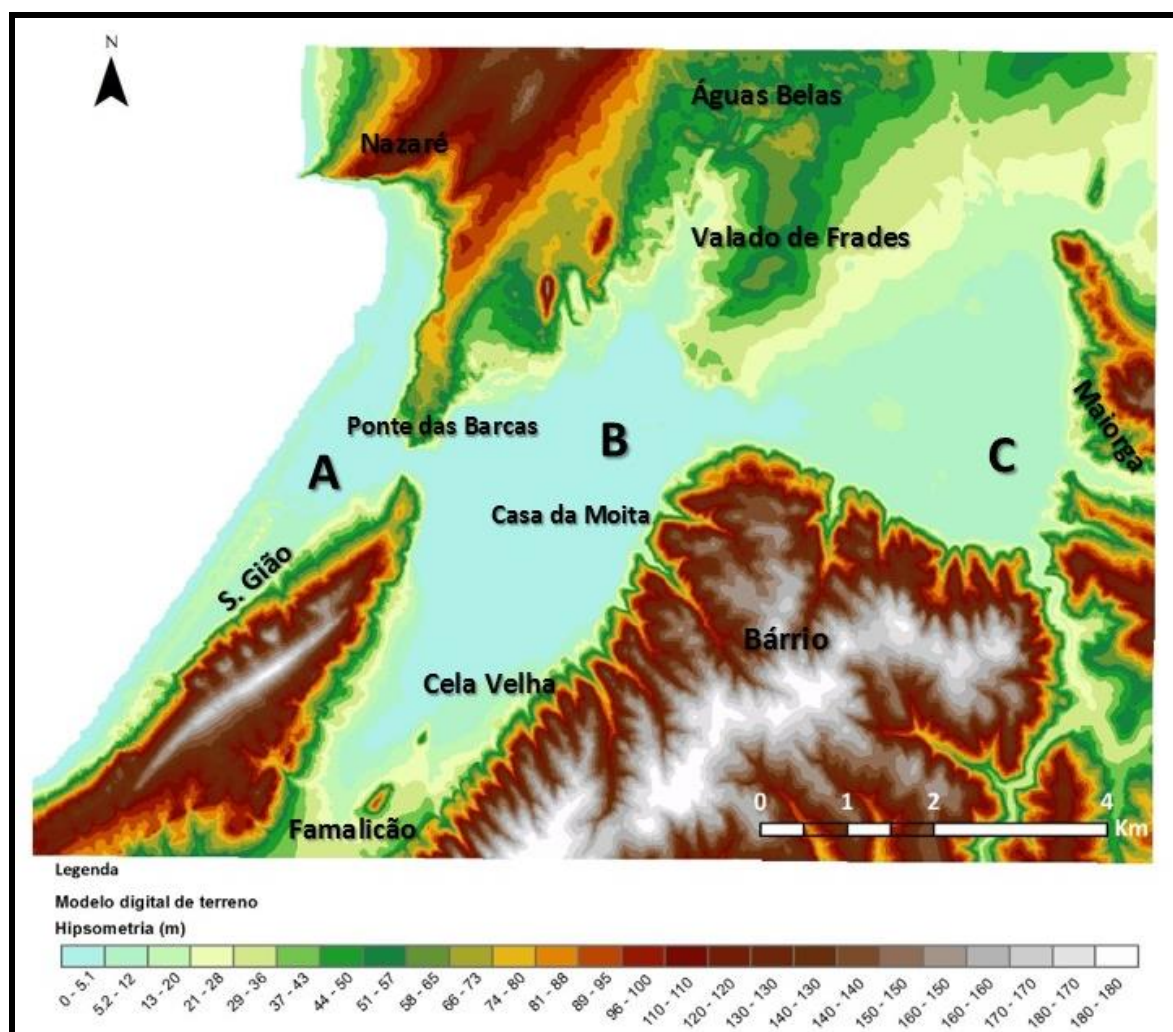 N
Águas Belas
Nazaré
Valado de Frades
Maiorga
Ponte das Barcas
B
C
A
Casa da Moita
S. Gião
Bárrio
Cela Velha
0 1 2 4
Km
Famalicão
Legenda
Modelo digital de terreno
Hipsometria (m)
0 - 5.1
5.2 - 12
13 - 20
21 - 28
29 - 36
37 - 43
44 - 50
51 - 57
58 - 65
66 - 73
74 - 80
81 - 88
89 - 95
96 - 100
110 - 110
120 - 120
130 - 130
130 - 130
140 - 140
140 - 140
150 - 150
160 - 150
160 - 160
170 - 170
180 - 170
180 - 180